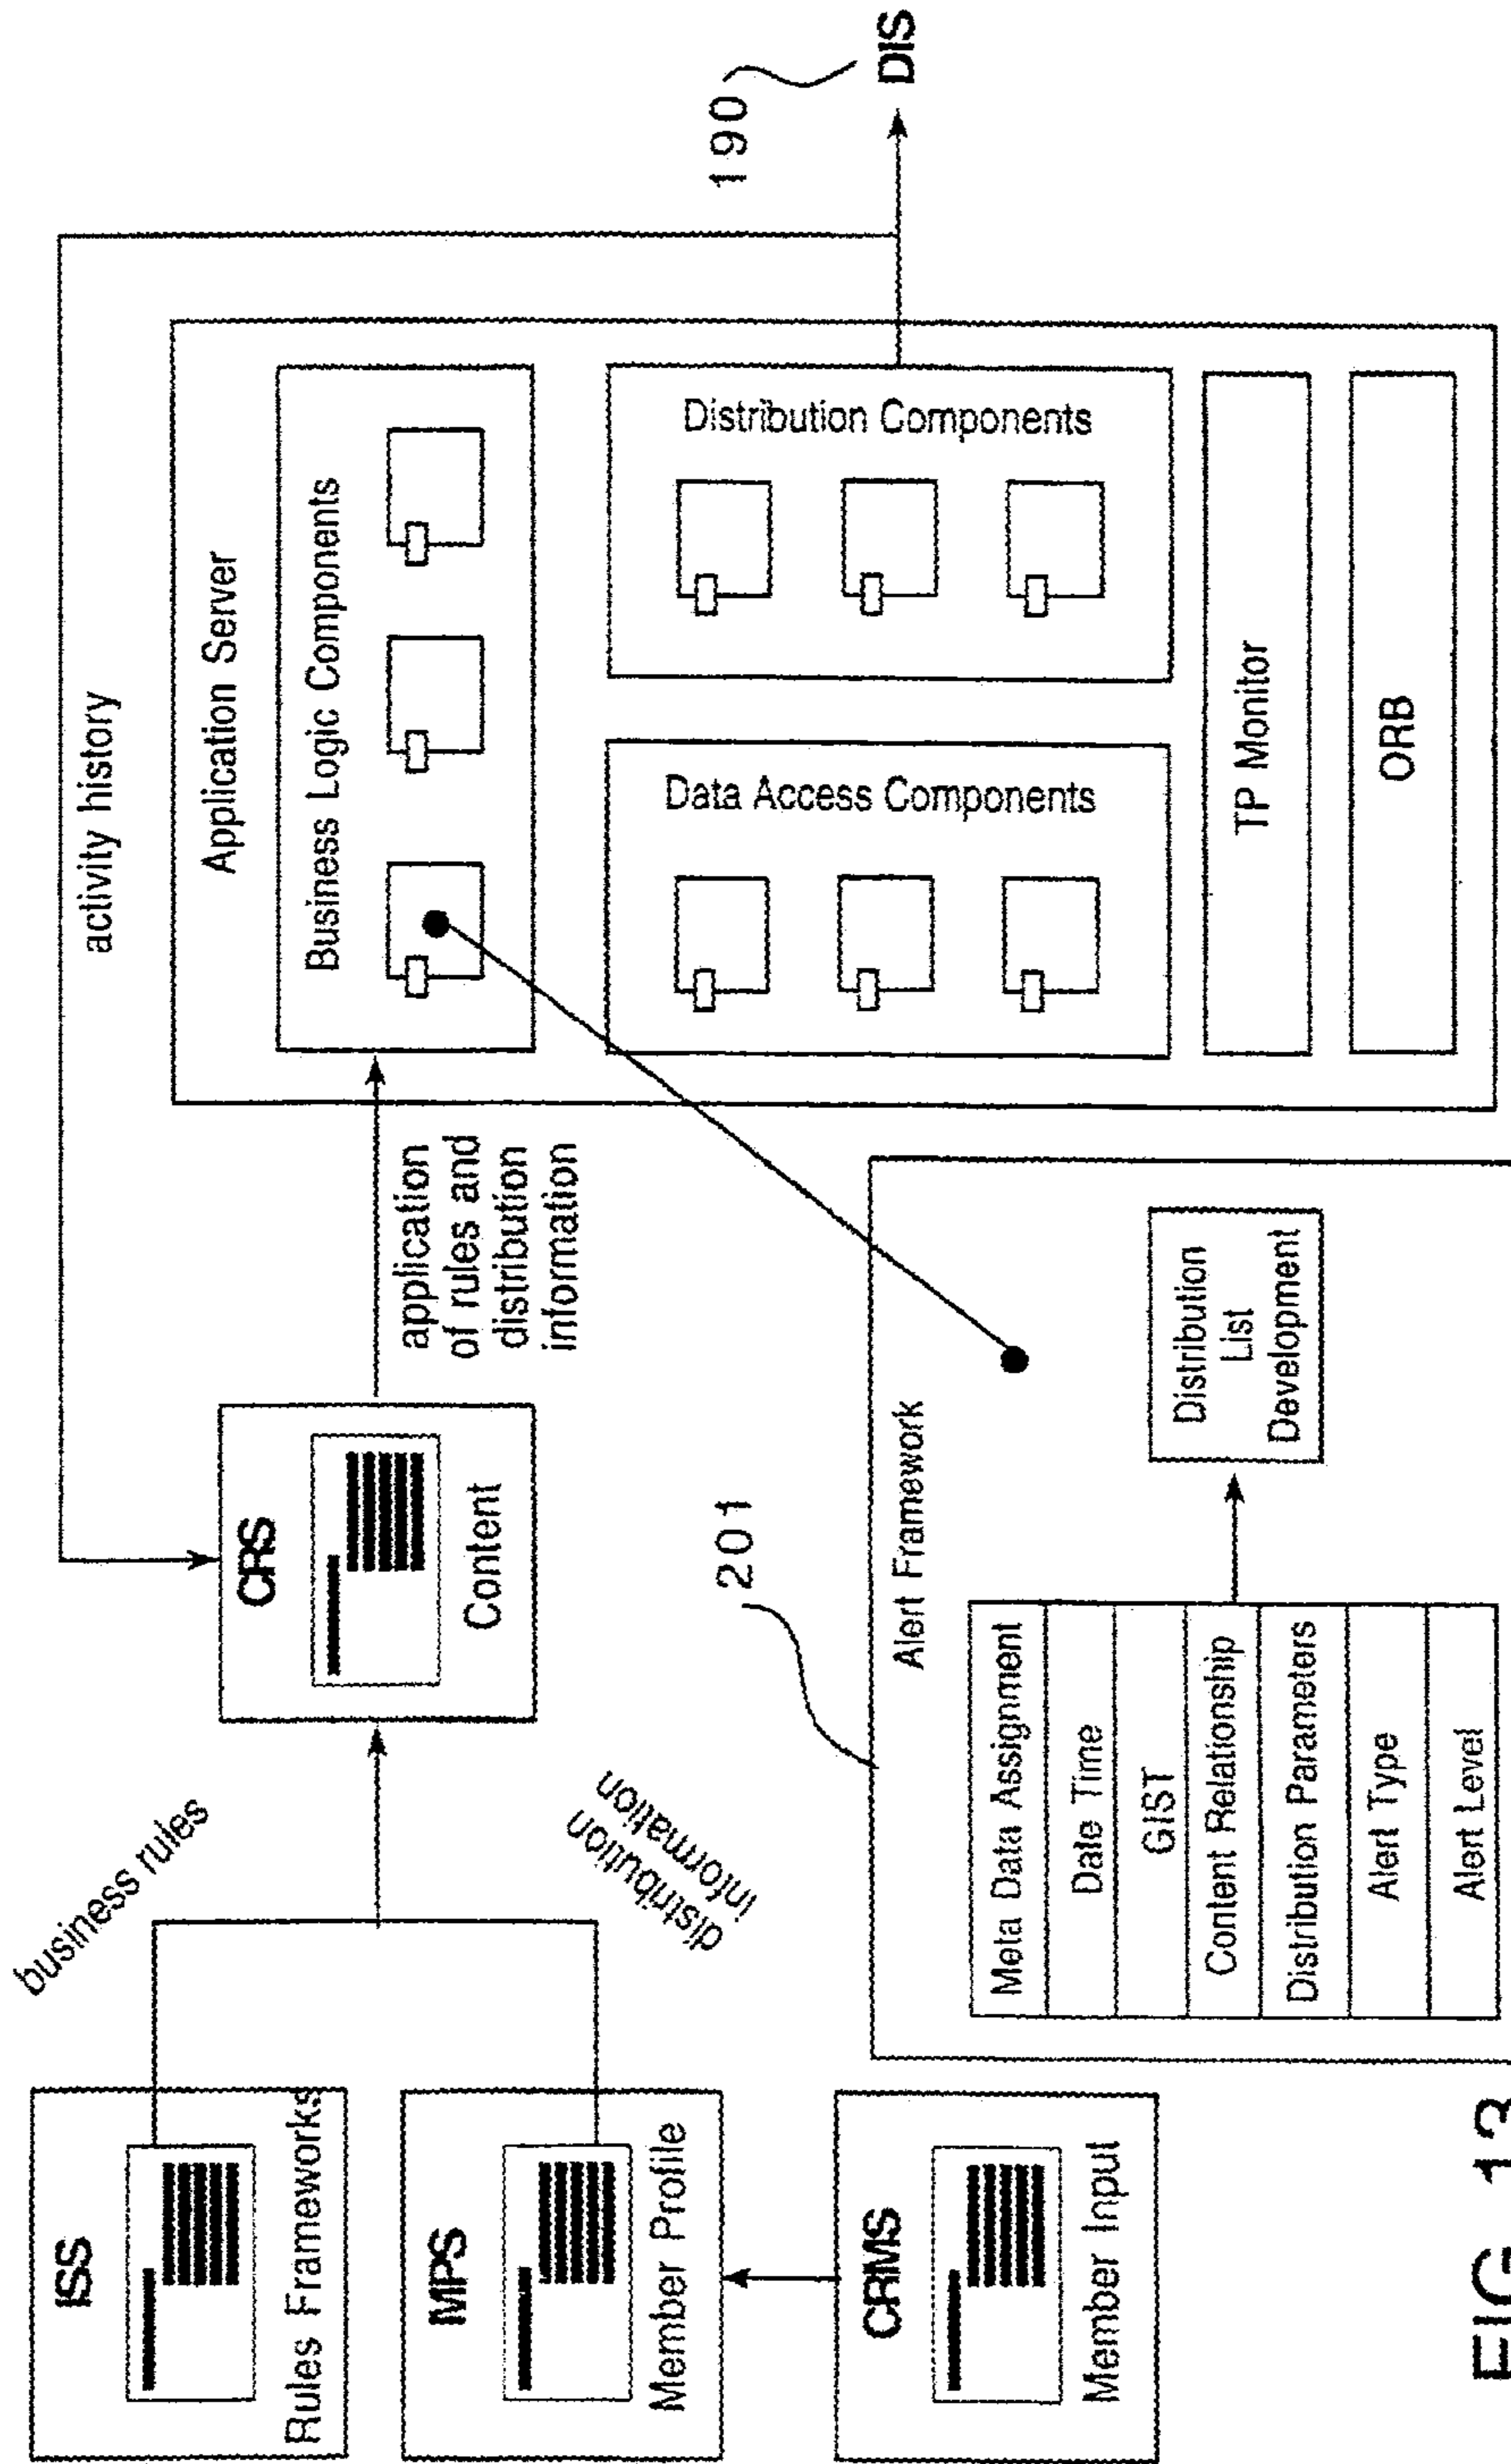 ISS
Rules Frameworks
MPS
Member Profile
CRMS
Member Input
business rules
distribution
information
CRS
Content
activity history
application
of rules and
distribution
information
Application Server
Business Logic Components
Data Access Components
Distribution Components
TP Monitor
ORB
190
DIS
201
Alert Framework
Meta Data Assignment
Date Time
GIST
Content Relationship
Distribution Parameters
Alert Type
Alert Level
Distribution
List
Development
FIG 13